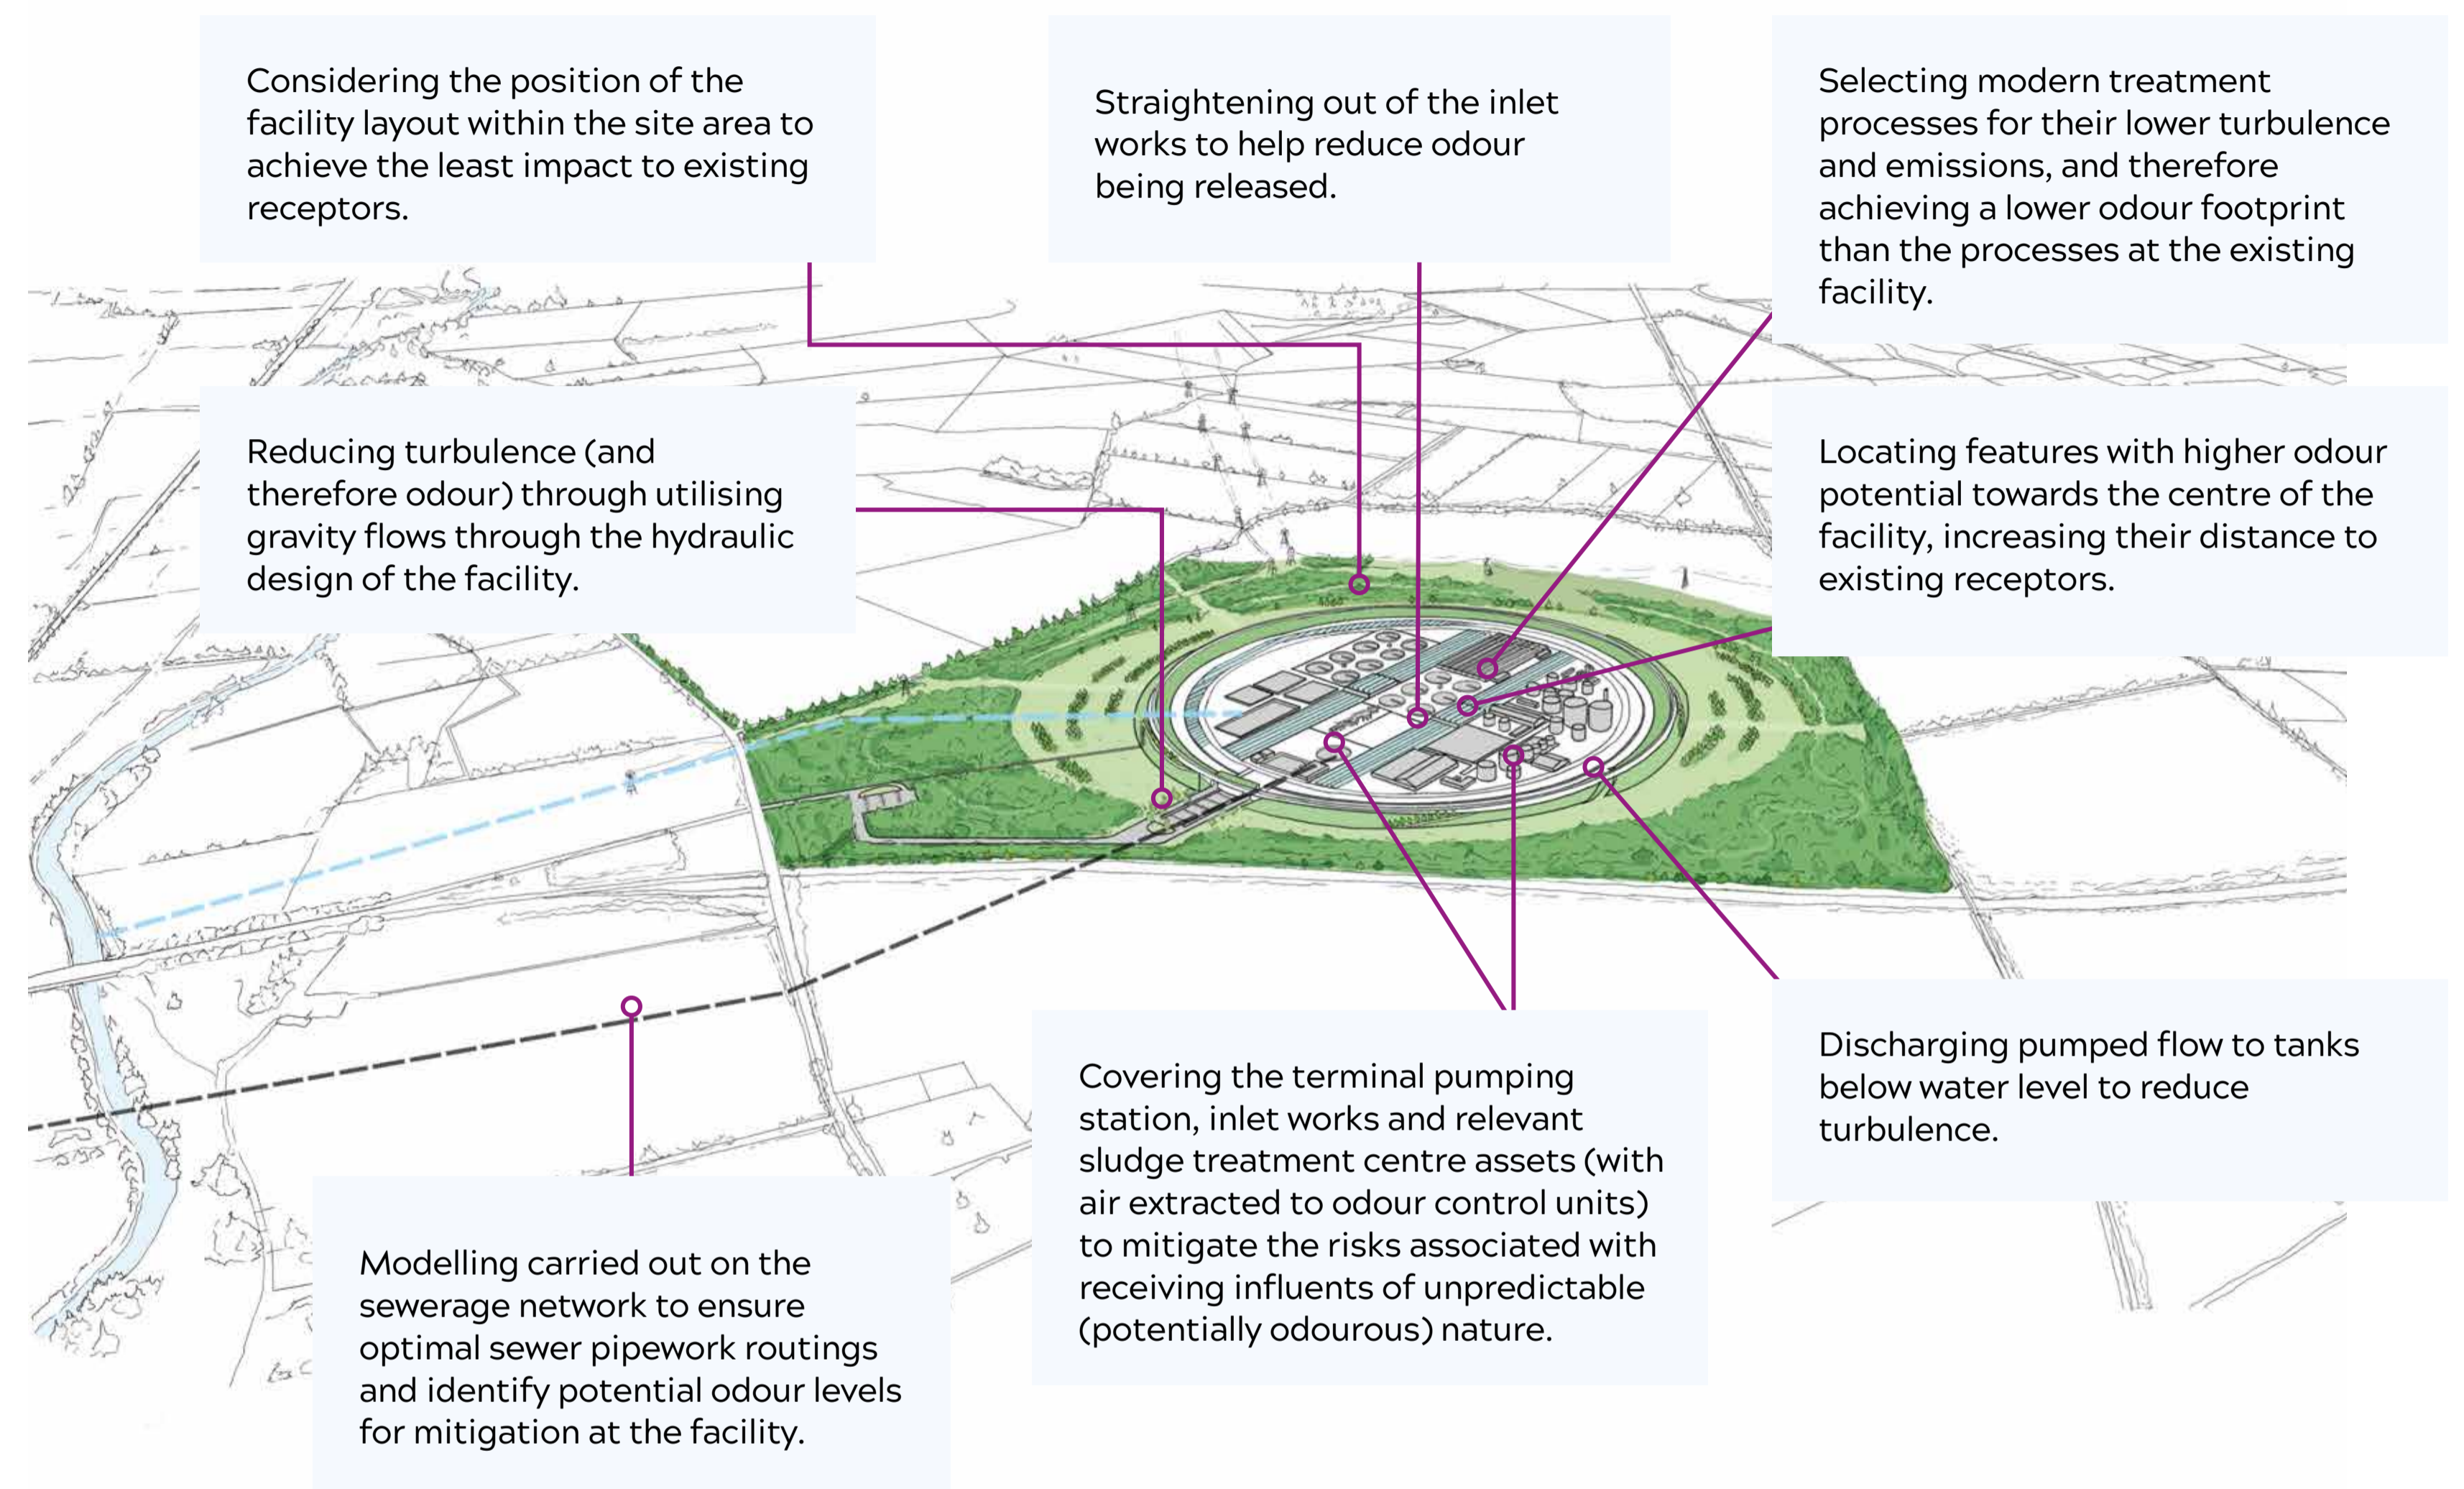 Considering the position of the
facility layout within the site area to
achieve the least impact to existing
receptors.
Straightening out of the inlet
works to help reduce odour
being released.
Selecting modern treatment
processes for their lower turbulence
and emissions, and therefore
achieving a lower odour footprint
than the processes at the existing
facility.
Reducing turbulence (and
therefore odour) through utilising
gravity flows through the hydraulic
design of the facility.
Locating features with higher odour
potential towards the centre of the
facility, increasing their distance to
existing receptors.
Discharging pumped flow to tanks
below water level to reduce
turbulence.
Covering the terminal pumping
station, inlet works and relevant
sludge treatment centre assets (with
air extracted to odour control units)
to mitigate the risks associated with
receiving influents of unpredictable
(potentially odourous) nature.
Modelling carried out on the
sewerage network to ensure
optimal sewer pipework routings
and identify potential odour levels
for mitigation at the facility.